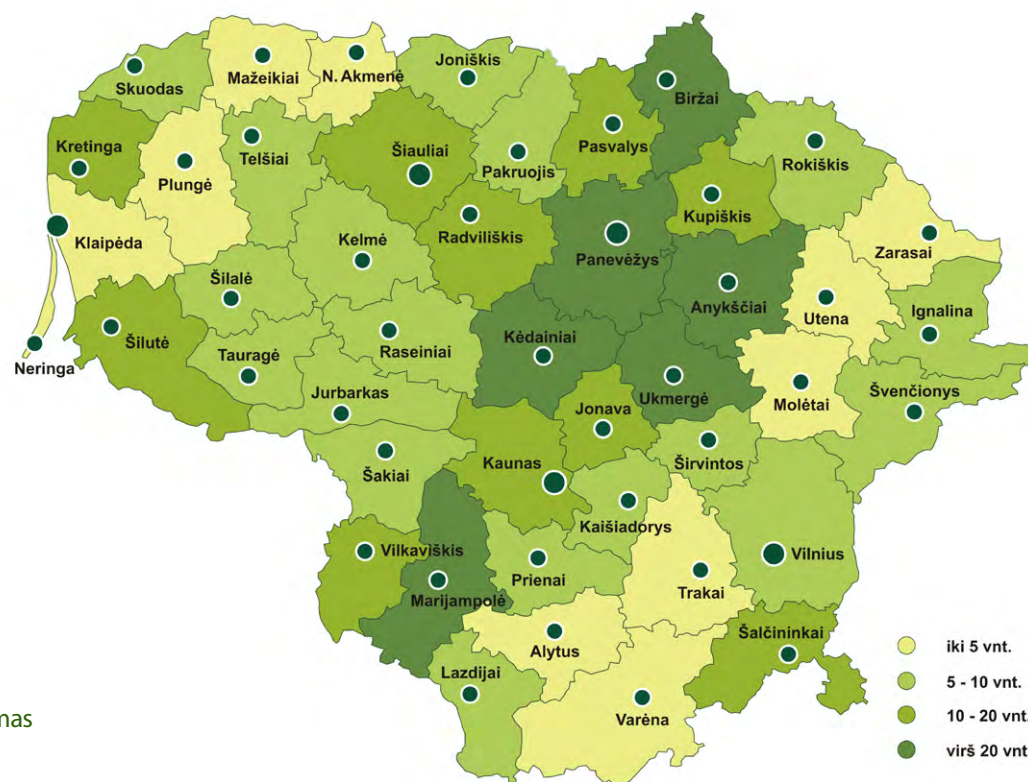 Skuodas
Mažeikiai
N. Akmenė
Joniškis
Biržai
Kretinga
Plungė
Telšiai
Šiauliai
Pakruojis
Pasvalys
Rokiškis
Klaipėda
Kelmė
Radviliškis
Panevėžys
Kupiškis
Zarasai
Šilalė
Anykščiai
Utena
Ignalina
Neringa
Šilutė
Tauragė
Raseiniai
Kėdainiai
Ukmergė
Molėtai
Švenčionys
Jurbarkas
Jonava
Šakiai
Kaunas
Širvintos
Kaišiadorys
Vilkaviškis
Marijampolė
Prienai
Trakai
Vilnius
Alytus
Šalčininkai
Lazdijai
Varėna
iki 5 vnt.
5 - 10 vnt.
10 - 20 vnt.
virš 20 vnt